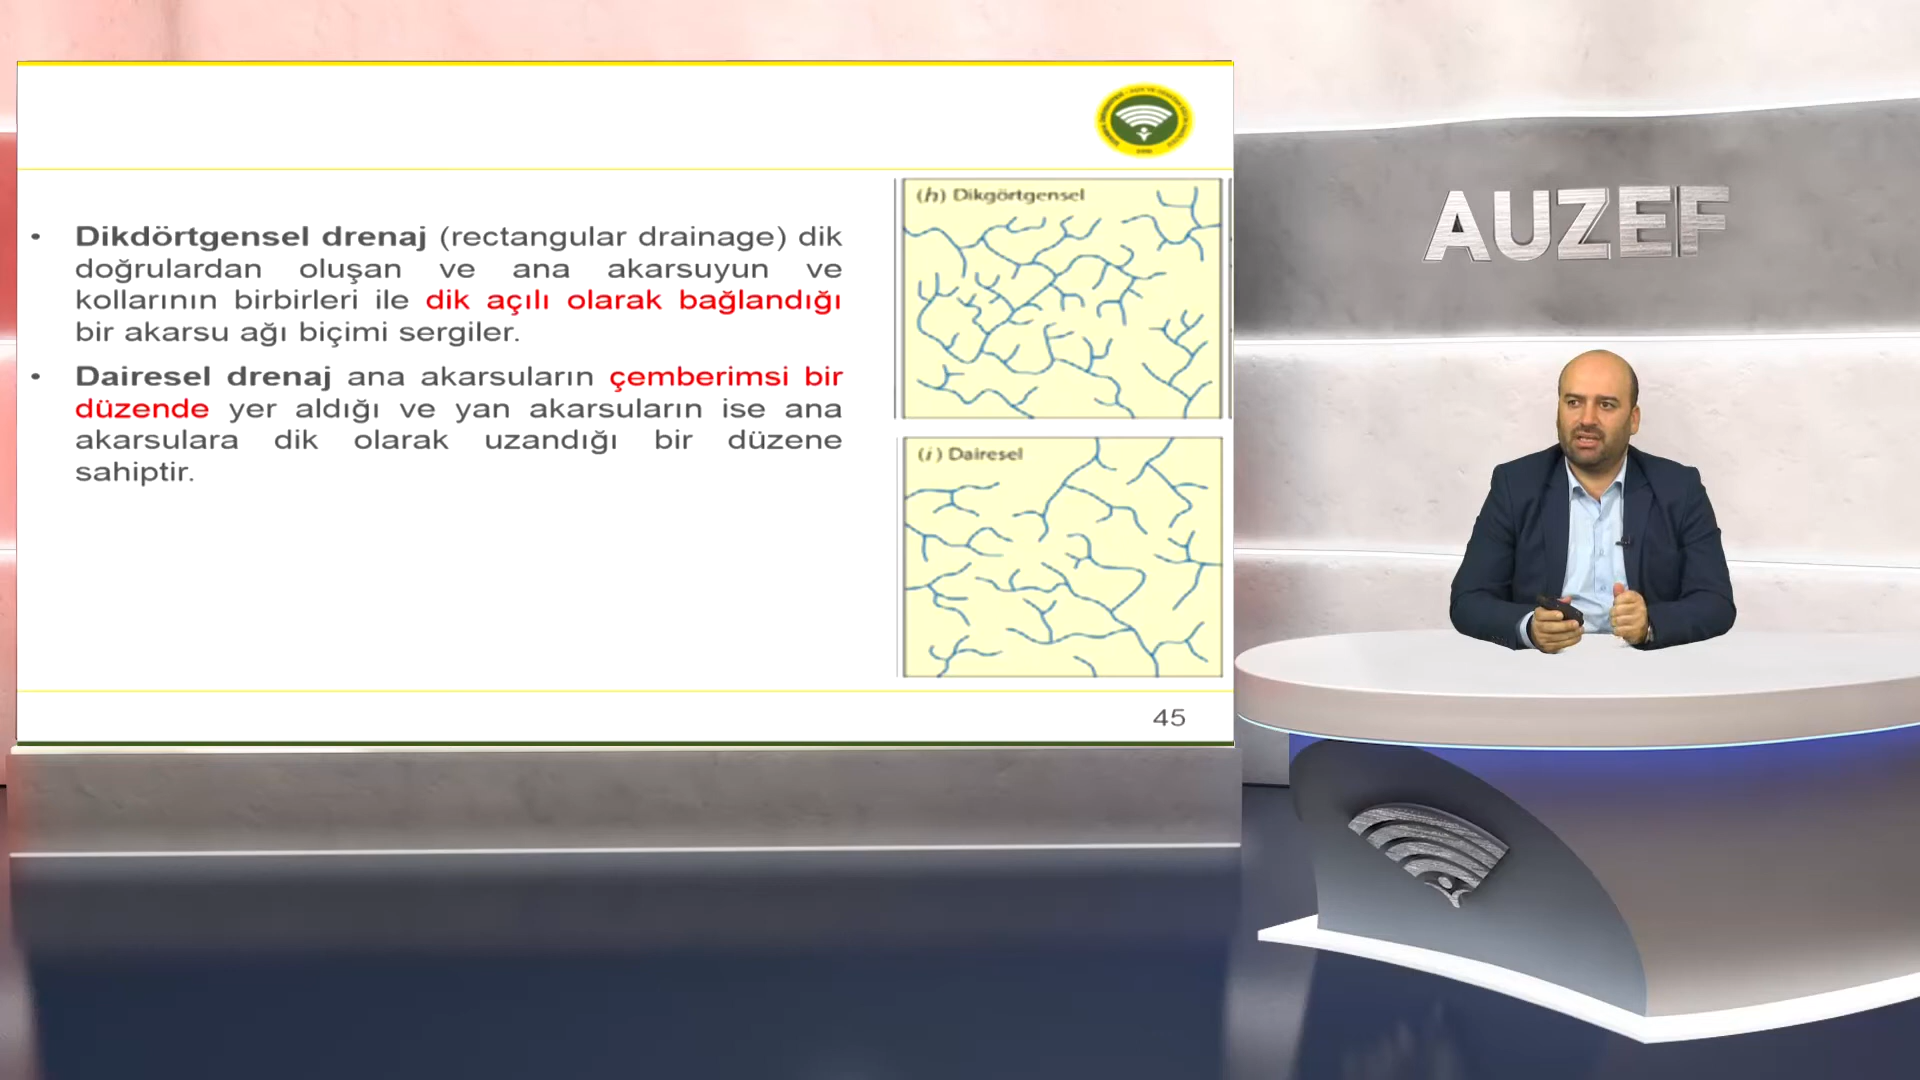 • Dikdörtgensel drenaj (rectangular drainage) dik
doğrulardan oluşan ve ana akarsuyun ve
kollarının birbirleri ile dik açılı olarak bağlandığı
bir akarsu ağı biçimi sergiler.
• Dairesel drenaj ana akarsuların çemberimsi bir
düzende yer aldığı ve yan akarsuların ise ana
akarsulara dik olarak uzandığı bir düzene
sahiptir.
(h) Dikgörtgensel
(i) Dairesel
45
AUZEF